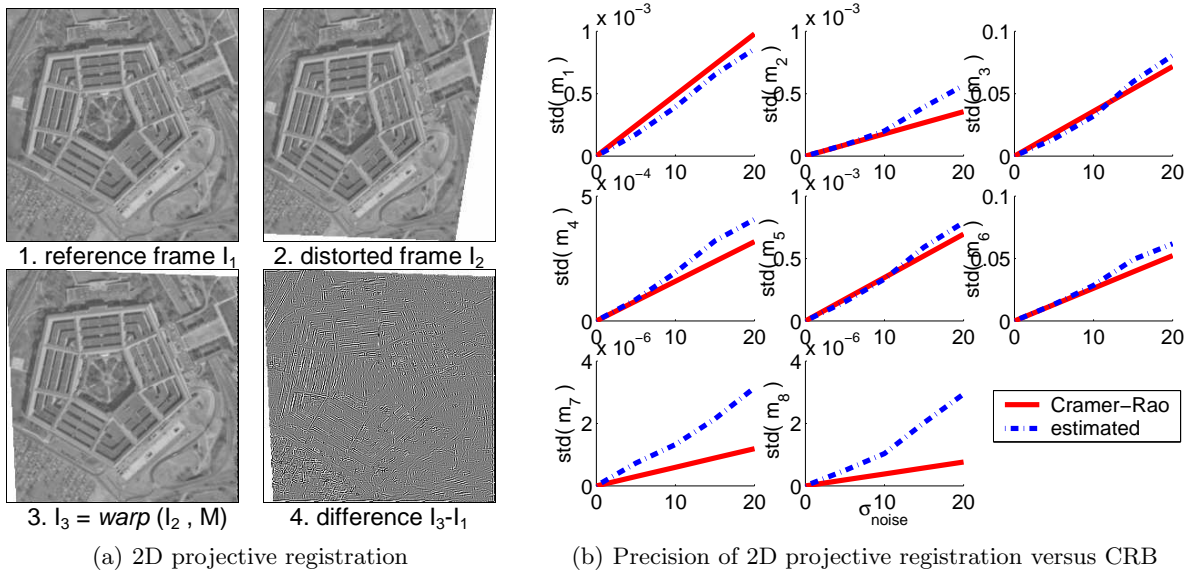 1. reference frame I1
2. distorted frame I2
3. I3 = warp (I2 , M)
4. difference I3-I1
(a) 2D projective registration
x 10^-3
std( m1 )
1
0.5
0
0 10 20
x 10^-3
std( m2 )
1
0.5
0
0 10 20
std( m3 )
0.1
0.05
0
0 10 20
x 10^-4
std( m4 )
5
0
0 10 20
x 10^-3
std( m5 )
1
0.5
0
0 10 20
std( m6 )
0.1
0.05
0
0 10 20
x 10^-6
std( m7 )
4
2
0
0 10 20
x 10^-6
std( m8 )
4
2
0
0 10 20
σnoise
Cramer-Rao
estimated
(b) Precision of 2D projective registration versus CRB